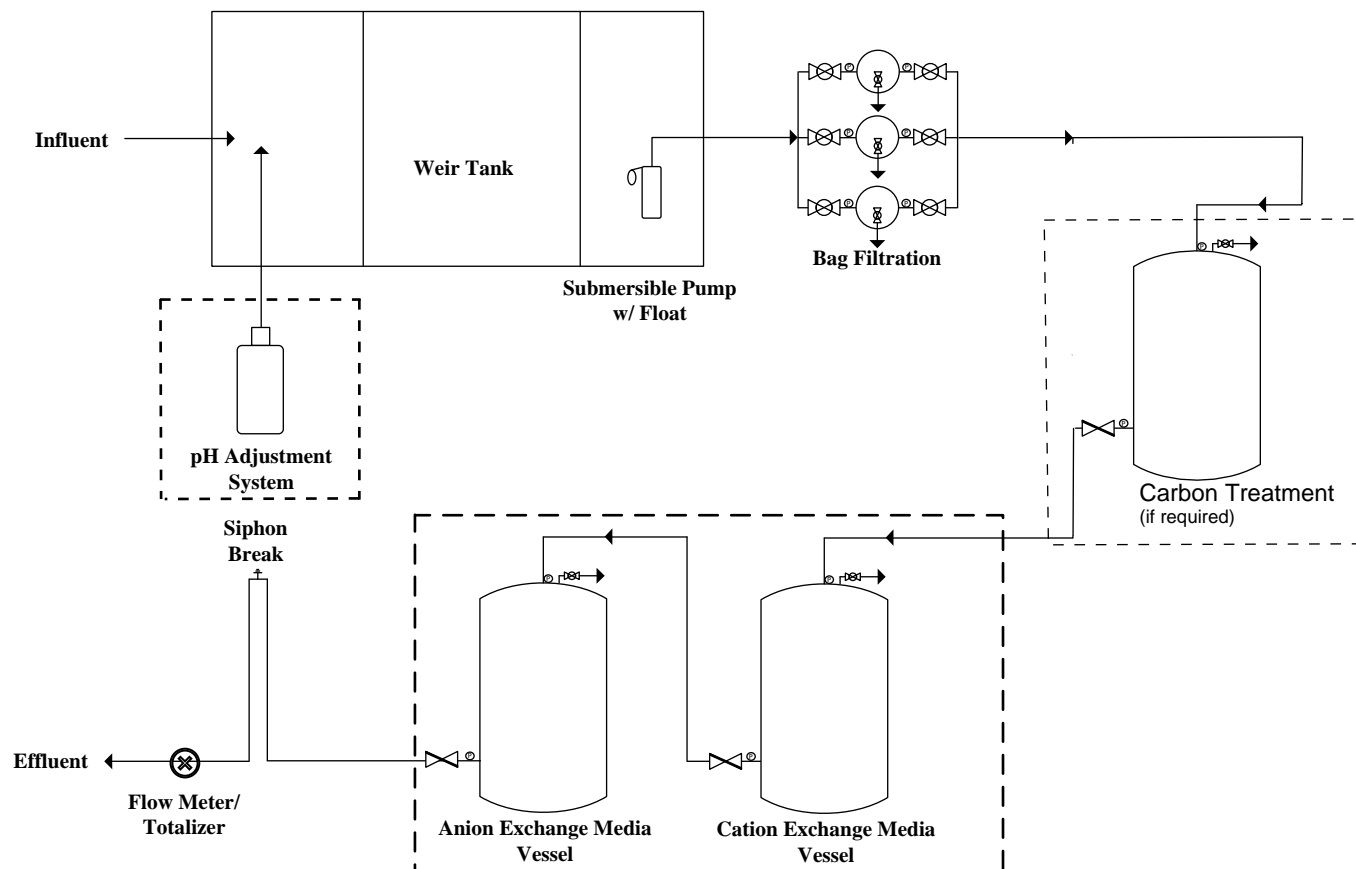 Influent
Weir Tank
Submersible Pump
w/ Float
P P
P P
P P
Bag Filtration
pH Adjustment
System
P
P
Carbon Treatment
(if required)
Siphon
Break
P
P
P
P
Effluent
Flow Meter/
Totalizer
Anion Exchange Media
Vessel
Cation Exchange Media
Vessel